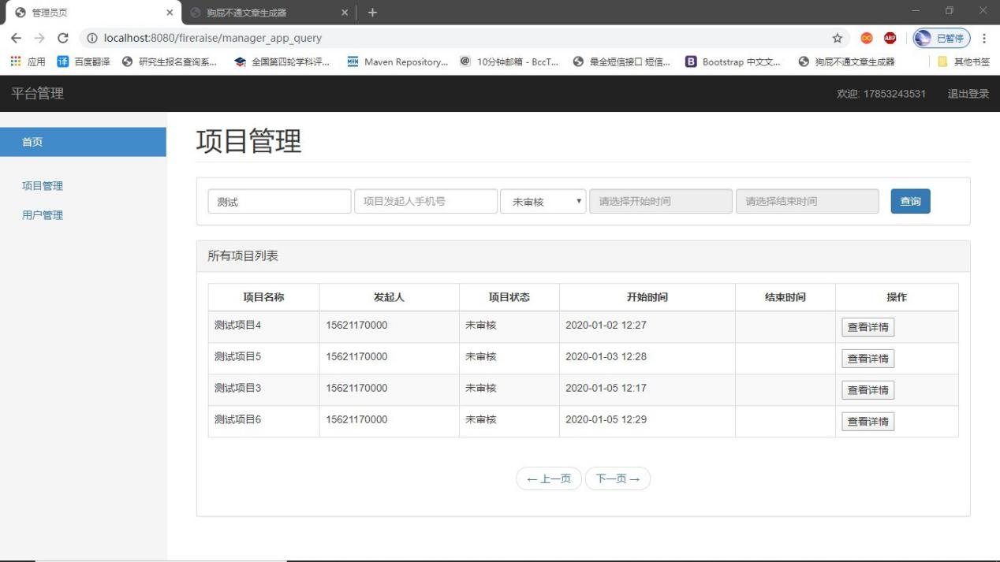 管理员页
狗屁不通文章生成器
localhost:8080/fireraise/manager_app_query
ABP
已暂停
应用
译 百度翻译
研究生报名查询系...
全国第四轮学科评...
MVN Maven Repository...
@ 10分钟邮箱 - BccT...
最全短信接口 短信...
B Bootstrap 中文文...
狗屁不通文章生成器
其他书签
平台管理
欢迎: 17853243531 退出登录
首页
项目管理
用户管理
项目管理
测试 项目发起人手机号 未审核 请选择开始时间 请选择结束时间 查询
所有项目列表
项目名称 发起人 项目状态 开始时间 结束时间 操作
测试项目4 15621170000 未审核 2020-01-02 12:27 查看详情
测试项目5 15621170000 未审核 2020-01-03 12:28 查看详情
测试项目3 15621170000 未审核 2020-01-05 12:17 查看详情
测试项目6 15621170000 未审核 2020-01-05 12:29 查看详情
← 上一页 下一页 →